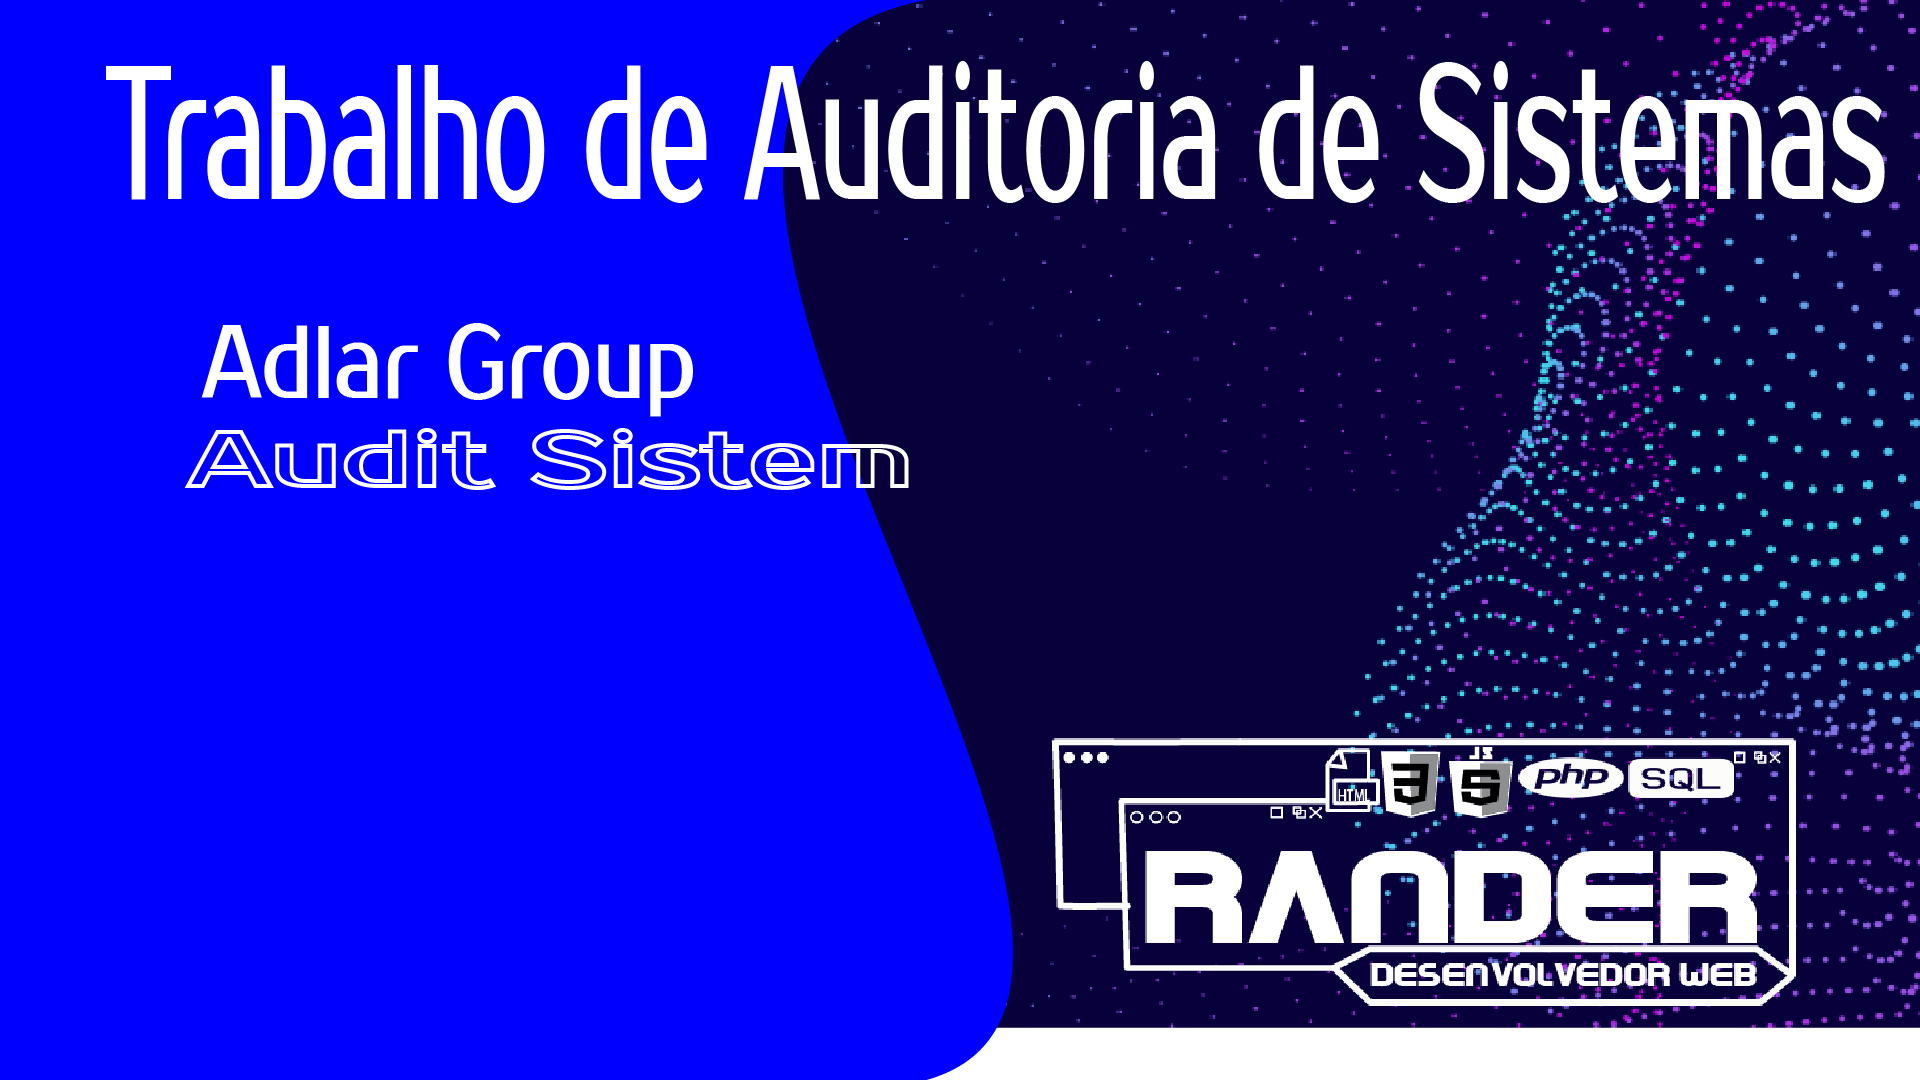 Trabalho de Auditoria de Sistemas
Adlar Group
Audit Sistem
HTML 3 JS 5 php SQL
RANDER
DESENVOLVEDOR WEB